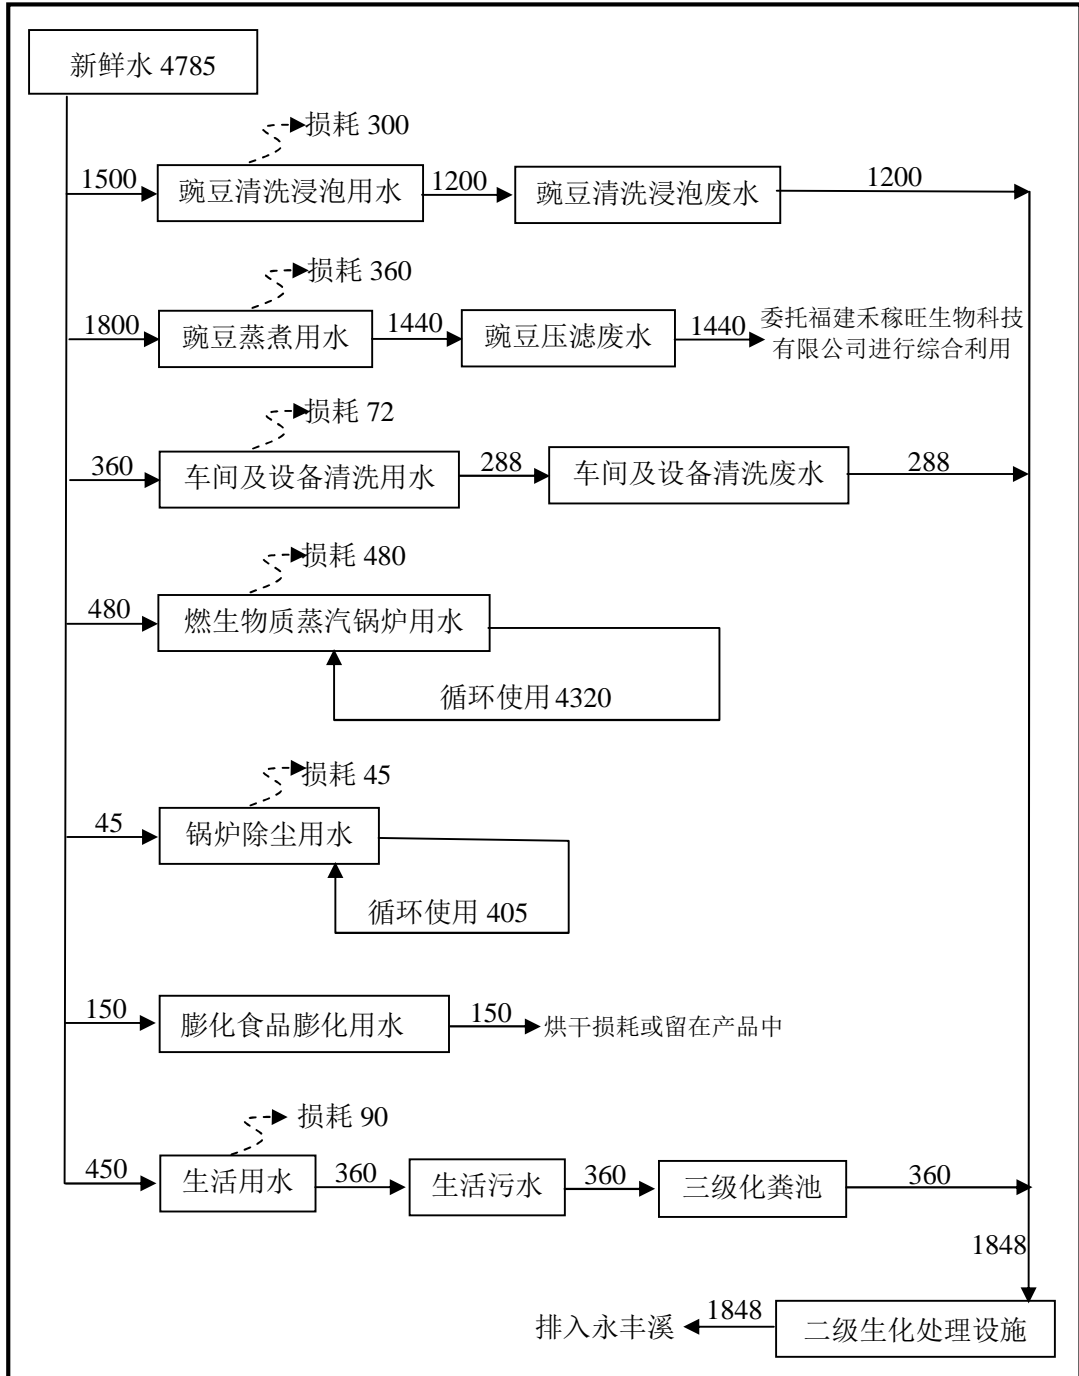 新鲜水 4785
损耗 300
1500
豌豆清洗浸泡用水
1200
豌豆清洗浸泡废水
1200
损耗 360
1800
豌豆蒸煮用水
1440
豌豆压滤废水
1440
委托福建禾稼旺生物科技
有限公司进行综合利用
损耗 72
360
车间及设备清洗用水
288
车间及设备清洗废水
288
损耗 480
480
燃生物质蒸汽锅炉用水
循环使用 4320
损耗 45
45
锅炉除尘用水
循环使用 405
150
膨化食品膨化用水
150
烘干损耗或留在产品中
损耗 90
450
生活用水
360
生活污水
360
三级化粪池
360
1848
排入永丰溪
1848
二级生化处理设施